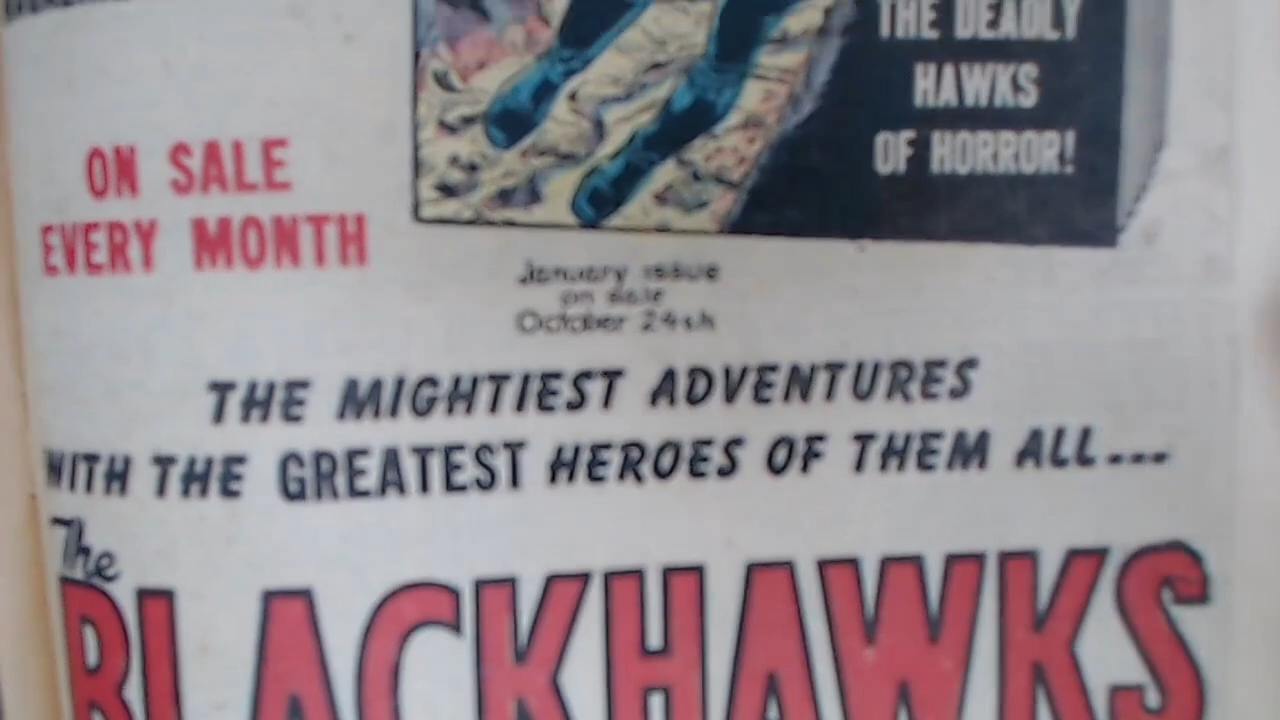 THE DEADLY
HAWKS
OF HORROR!
ON SALE
EVERY MONTH
January issue
on sale
October 24th
THE MIGHTIEST ADVENTURES
WITH THE GREATEST HEROES OF THEM ALL...
The
BLACKHAWKS